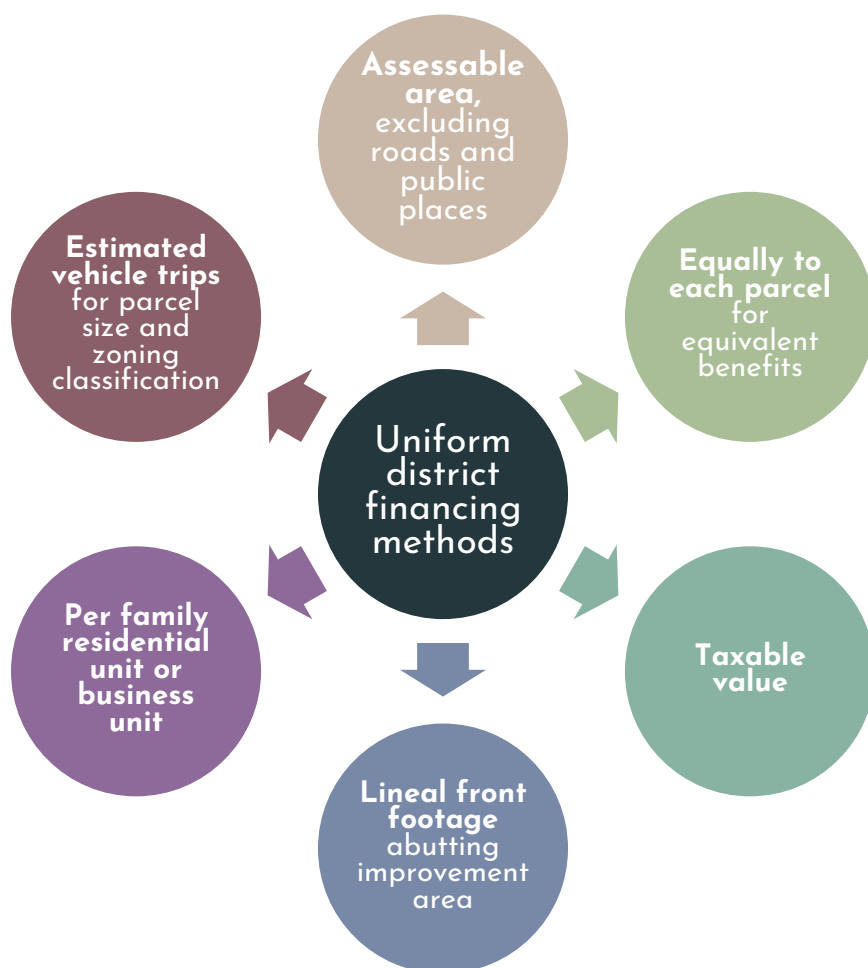 Assessable
area,
excluding
roads and
public
places
Equally to
each parcel
for
equivalent
benefits
Taxable
value
Lineal front
footage
abutting
improvement
area
Per family
residential
unit or
business
unit
Estimated
vehicle trips
for parcel
size and
zoning
classification
Uniform
district
financing
methods